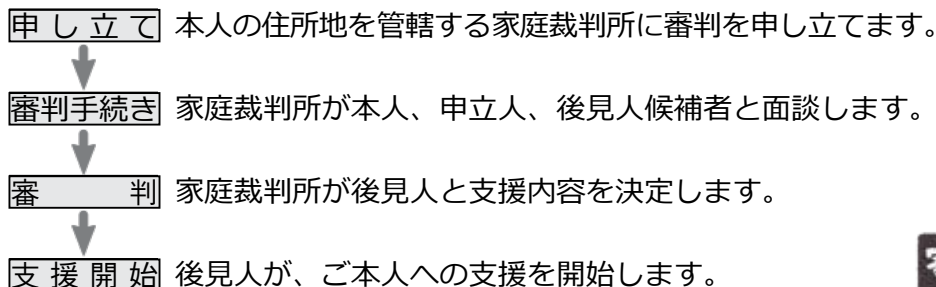 申し立て 本人の住所地を管轄する家庭裁判所に審判を申し立てます。
審判手続き 家庭裁判所が本人、申立人、後見人候補者と面談します。
審判 家庭裁判所が後見人と支援内容を決定します。
支援開始 後見人が、ご本人への支援を開始します。